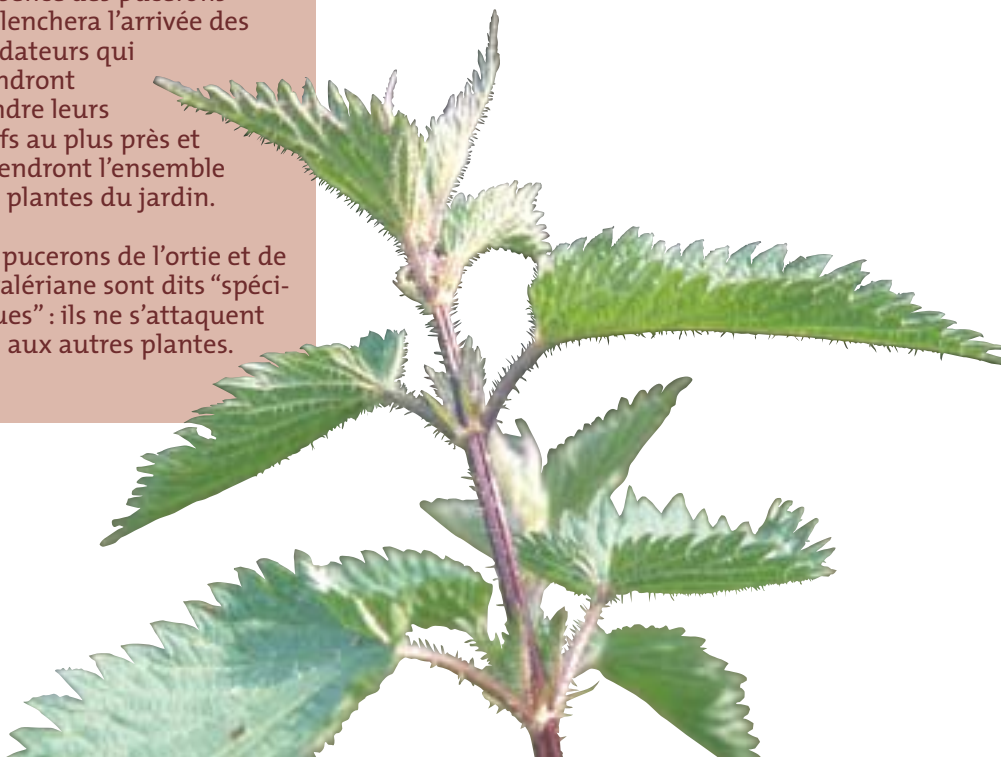 lenchera l’arrivée des
dateurs qui
ndront
ndre leurs
fs au plus près et
endront l’ensemble
plantes du jardin.
pucerons de l’ortie et de
alériane sont dits “spéci-
ues” : ils ne s’attaquent
aux autres plantes.